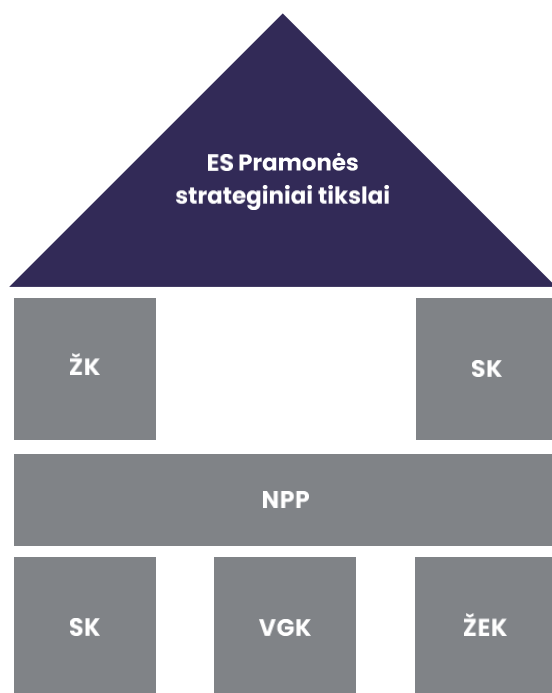 ES Pramonės
strateginiai tikslai
ŽK
SK
NPP
SK
VGK
ŽEK